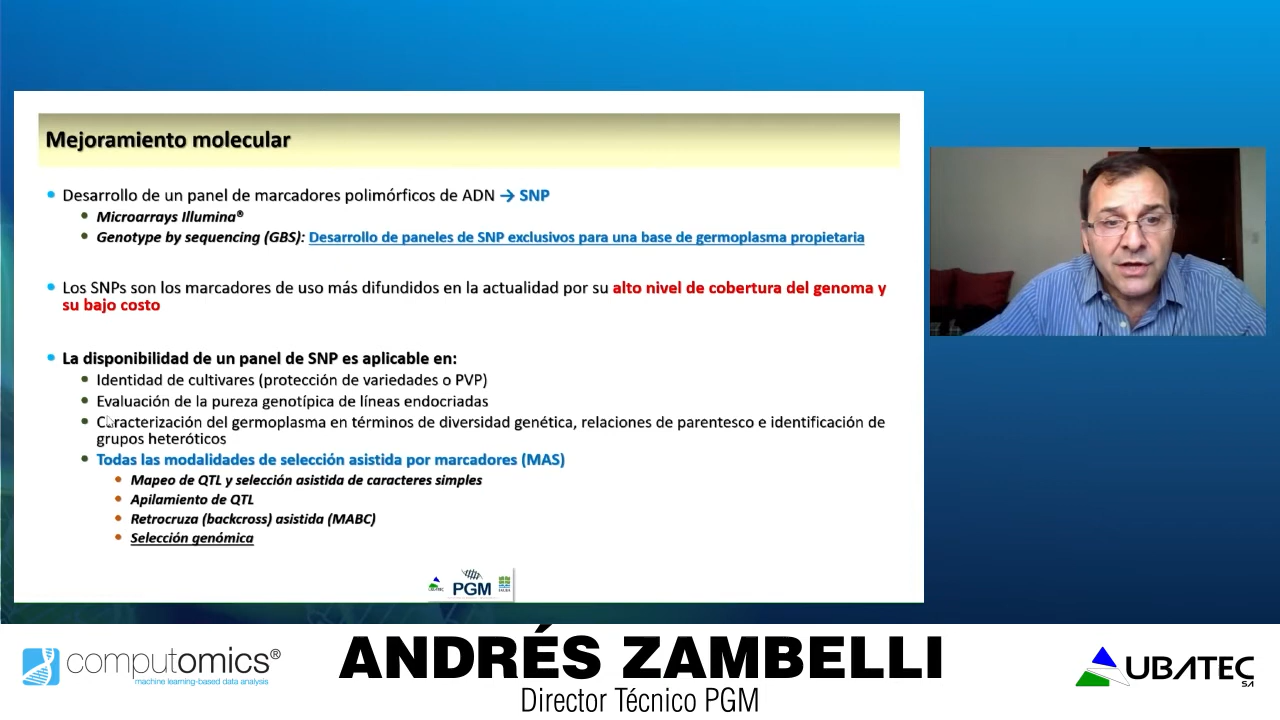 Mejoramiento molecular
Desarrollo de un panel de marcadores polimórficos de ADN → SNP
Microarrays Illumina®
Genotype by sequencing (GBS): Desarrollo de paneles de SNP exclusivos para una base de germoplasma propietaria
Los SNPs son los marcadores de uso más difundidos en la actualidad por su alto nivel de cobertura del genoma y
su bajo costo
La disponibilidad de un panel de SNP es aplicable en:
Identidad de cultivares (protección de variedades o PVP)
Evaluación de la pureza genotípica de líneas endocriadas
Caracterización del germoplasma en términos de diversidad genética, relaciones de parentesco e identificación de
grupos heteróticos
Todas las modalidades de selección asistida por marcadores (MAS)
Mapeo de QTL y selección asistida de caracteres simples
Apilamiento de QTL
Retrocruza (backcross) asistida (MABC)
Selección genómica
UBATEC PGM
computomics®
machine learning-based data analysis
ANDRÉS ZAMBELLI
Director Técnico PGM
UBATEC
SA